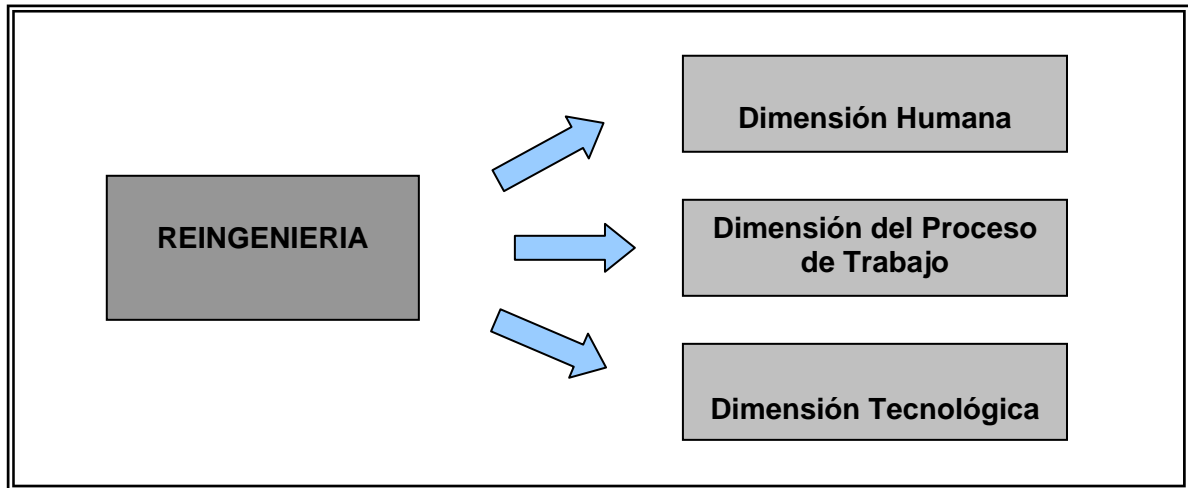 REINGENIERIA
Dimensión Humana
Dimensión del Proceso
de Trabajo
Dimensión Tecnológica